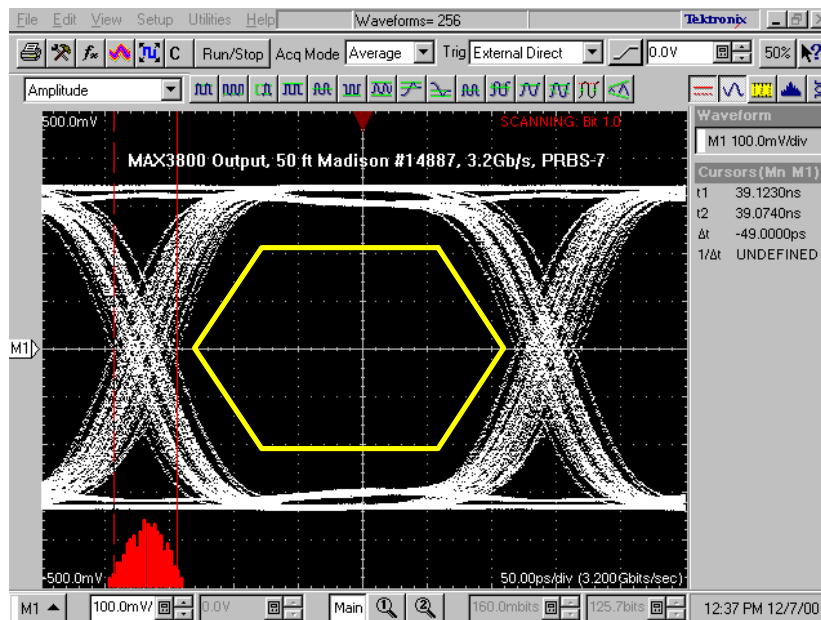 File Edit View Setup Utilities Help Waveforms= 256 Tektronix
C Run/Stop Acq Mode Average Trig External Direct 0.0V 50%
Amplitude
500.0mV SCANNING: Bit 1.0
MAX3800 Output, 50 ft Madison #14887, 3.2Gb/s, PRBS-7
Waveform
M1 100.0mV/div
Cursors(Mn M1)
t1 39.1230ns
t2 39.0740ns
Δt -49.0000ps
1/Δt UNDEFINED
M1
-500.0mV 50.00ps/div (3.200Gbits/sec)
M1 100.0mV/ 0.0V Main 1 2 160.0mbits 125.7bits 12:37 PM 12/7/00